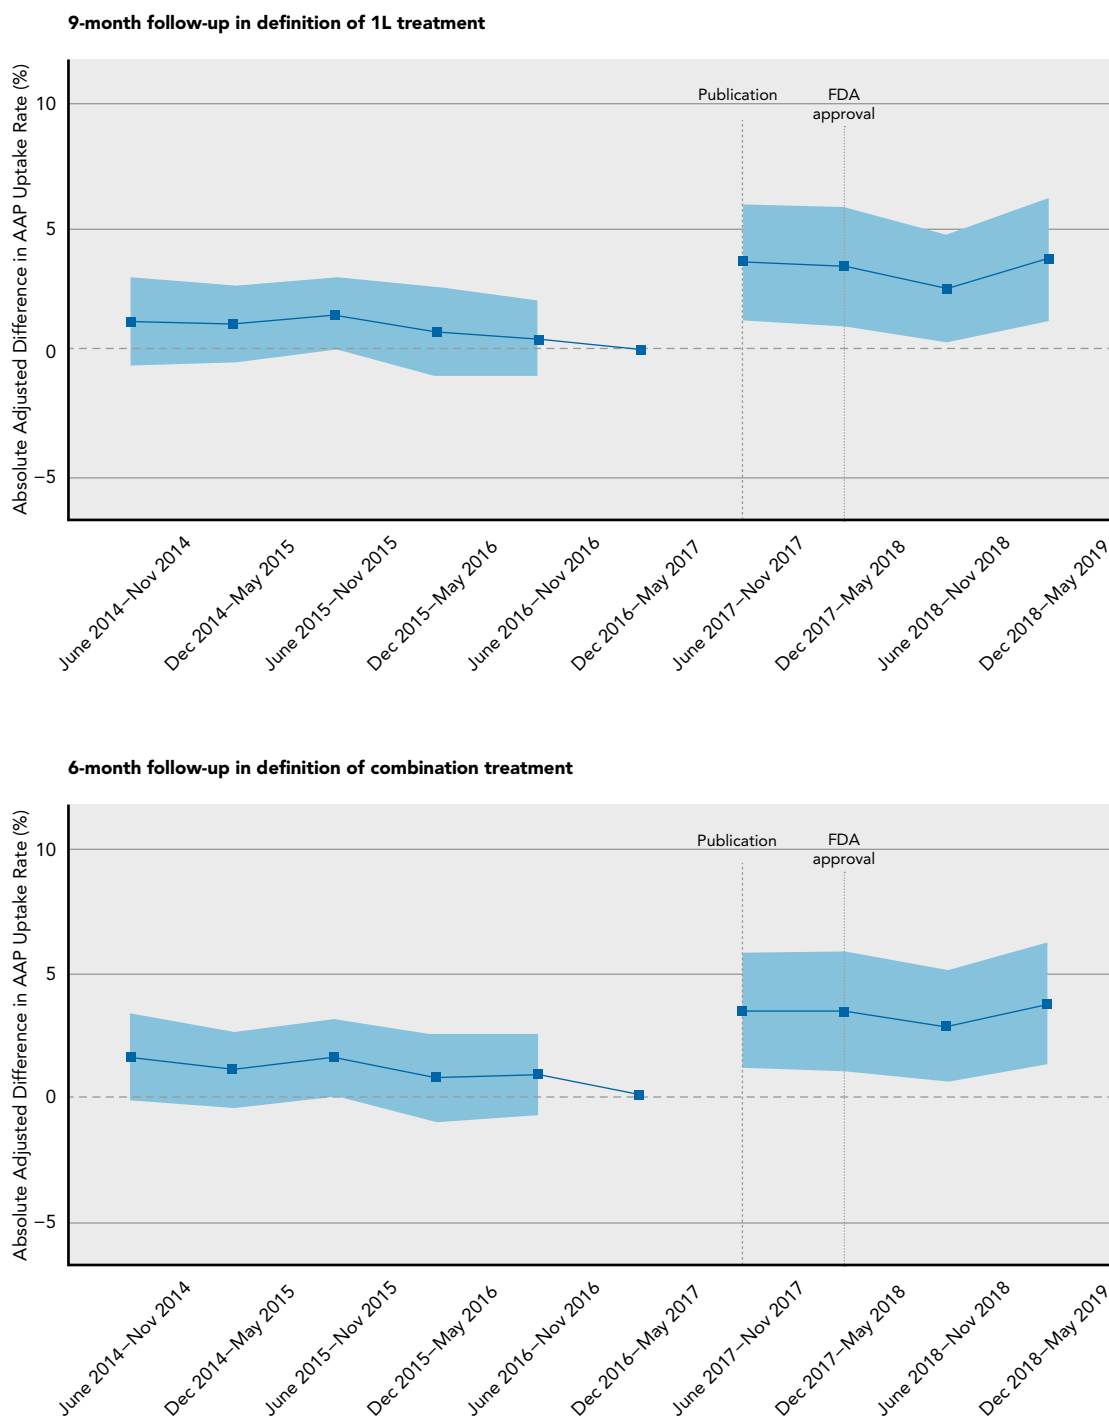 9-month follow-up in definition of 1L treatment
Absolute Adjusted Difference in AAP Uptake Rate (%)
10
5
0
−5
Publication
FDA
approval
June 2014–Nov 2014
Dec 2014–May 2015
June 2015–Nov 2015
Dec 2015–May 2016
June 2016–Nov 2016
Dec 2016–May 2017
June 2017–Nov 2017
Dec 2017–May 2018
June 2018–Nov 2018
Dec 2018–May 2019
6-month follow-up in definition of combination treatment
Absolute Adjusted Difference in AAP Uptake Rate (%)
10
5
0
−5
Publication
FDA
approval
June 2014–Nov 2014
Dec 2014–May 2015
June 2015–Nov 2015
Dec 2015–May 2016
June 2016–Nov 2016
Dec 2016–May 2017
June 2017–Nov 2017
Dec 2017–May 2018
June 2018–Nov 2018
Dec 2018–May 2019